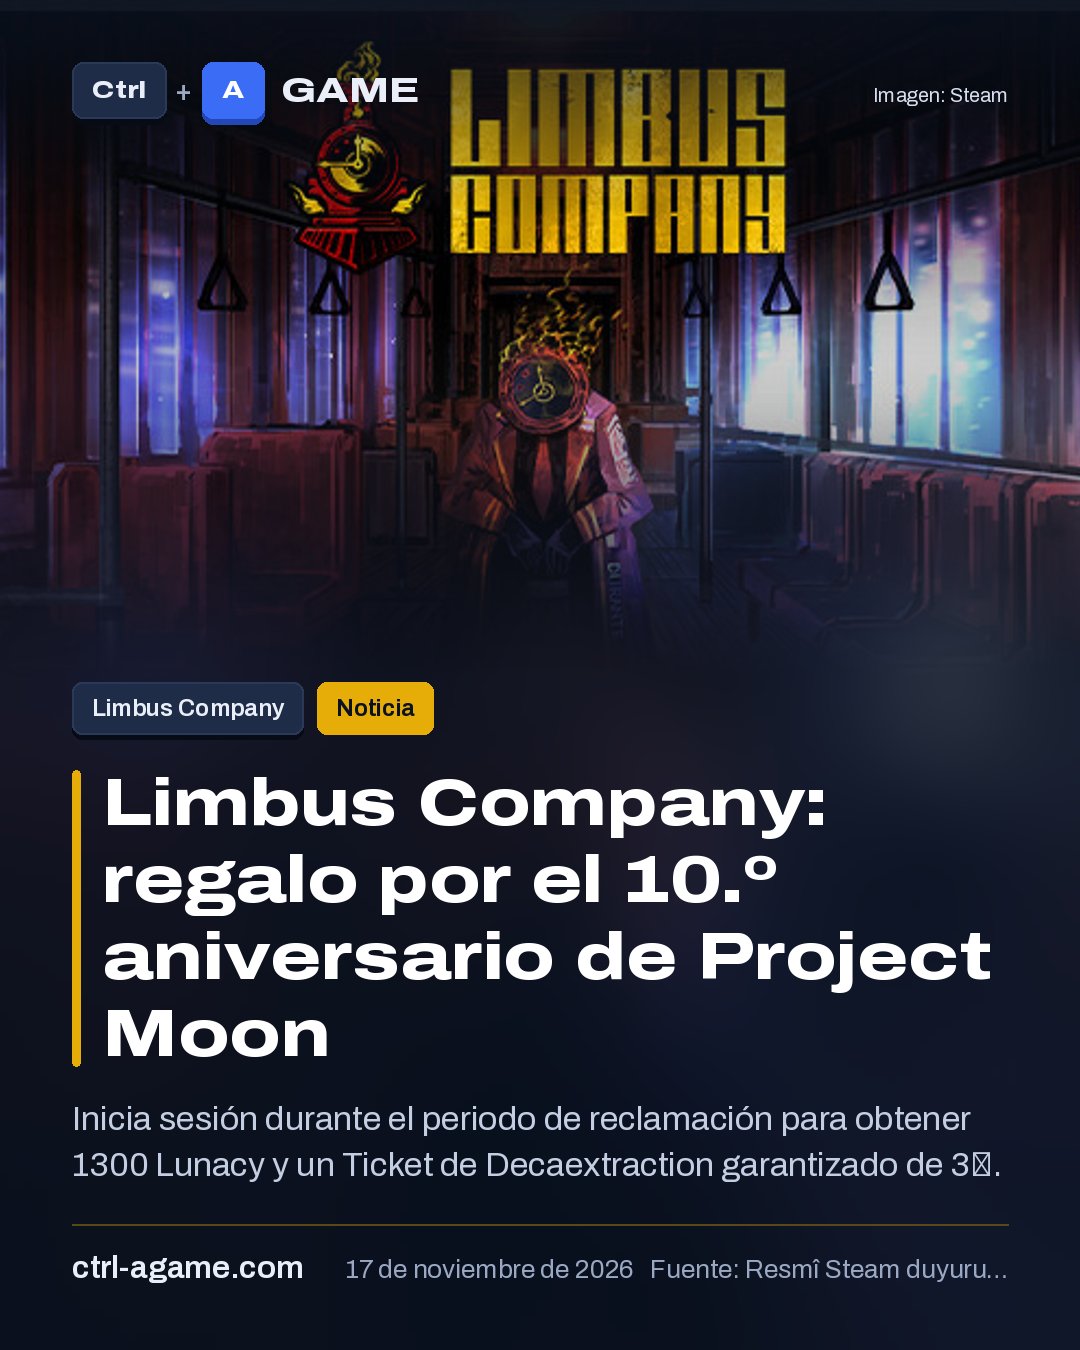 Ctrl + A GAME
LIMBUS
COMPANY
Imagen: Steam
Limbus Company
Noticia
Limbus Company:
regalo por el 10.º
aniversario de Project
Moon
Inicia sesión durante el periodo de reclamación para obtener
1300 Lunacy y un Ticket de Decaextraction garantizado de 3☒.
ctrl-agame.com
17 de noviembre de 2026 Fuente: Resmî Steam duyuru…